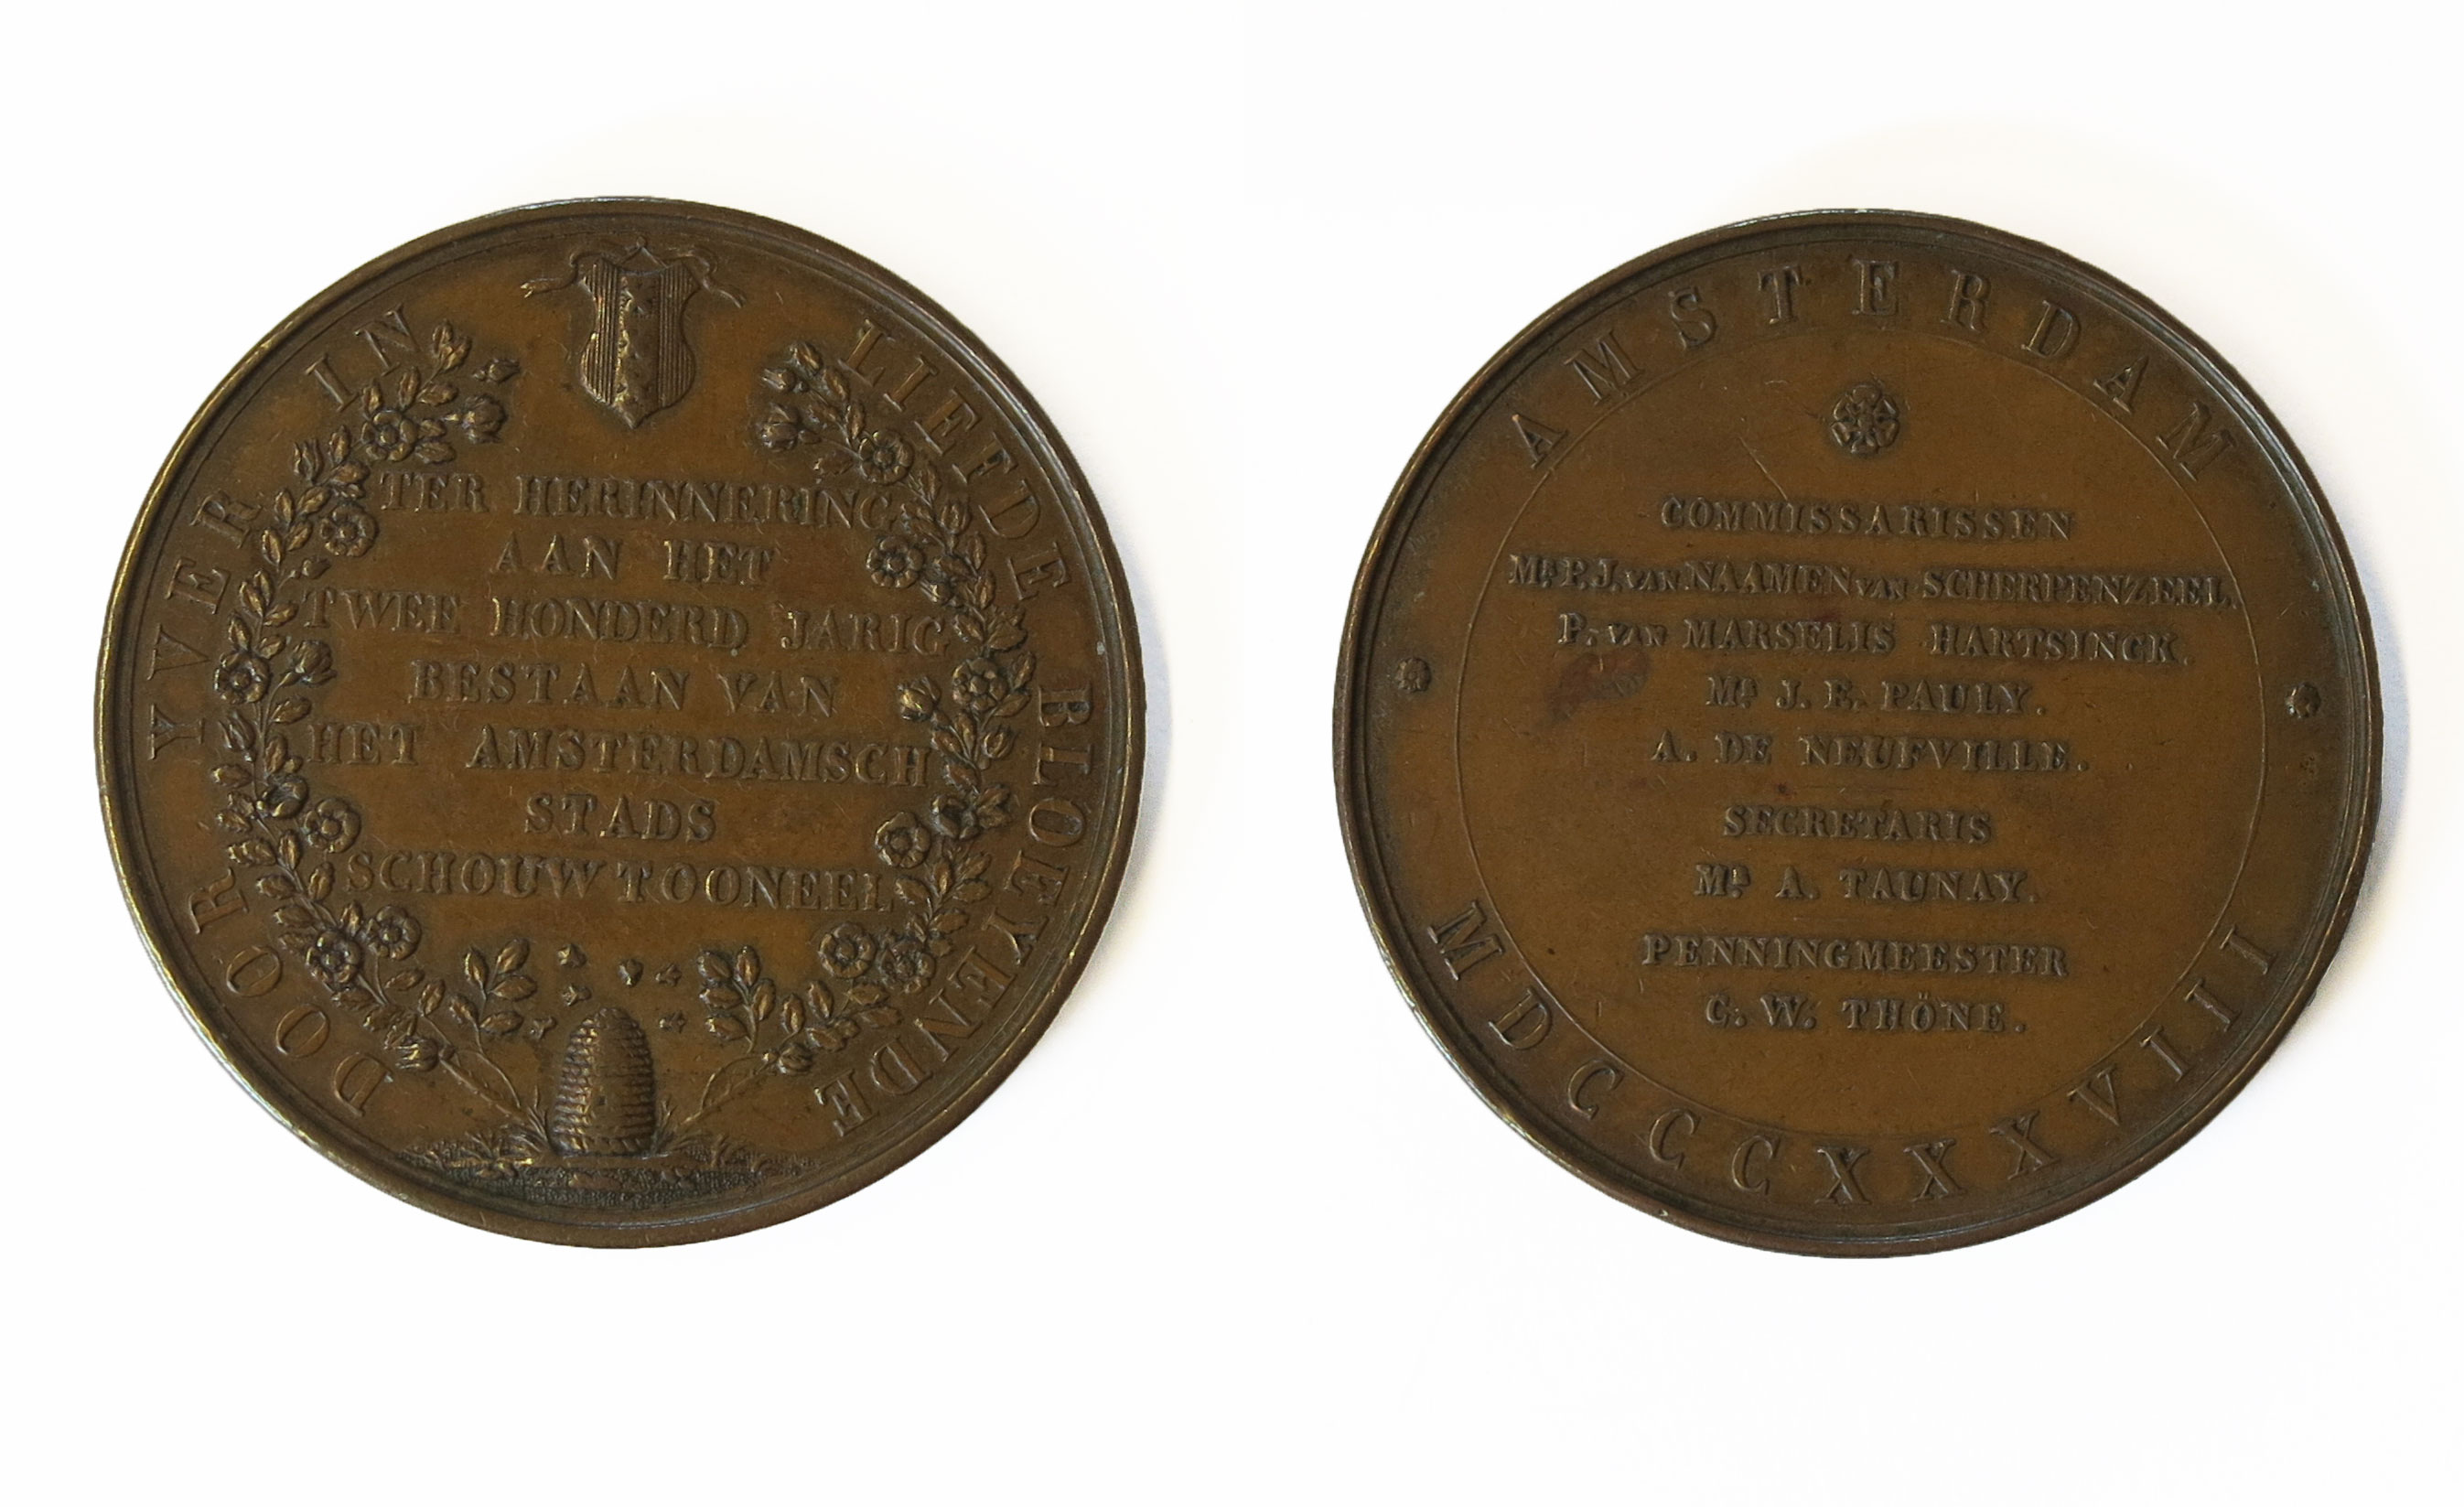 DOOR YVER IN LIEFDE BLOEYENDE
TER HERINNERING
AAN HET
TWEE HONDERD JARIG
BESTAAN VAN
HET AMSTERDAMSCH
STADS
SCHOUWTOONEEL
AMSTERDAM
COMMISSARISSEN
Mr. P. J. VAN NAAMEN VAN SCHERPENZEEL.
P. VAN MARSELIS HARTSINCK.
Mr. J. E. PAULY.
A. DE NEUFVILLE.
SECRETARIS
Mr. A. TAUNAY.
PENNINGMEESTER
C. W. THÖNE.
MDCCCXXXVIII